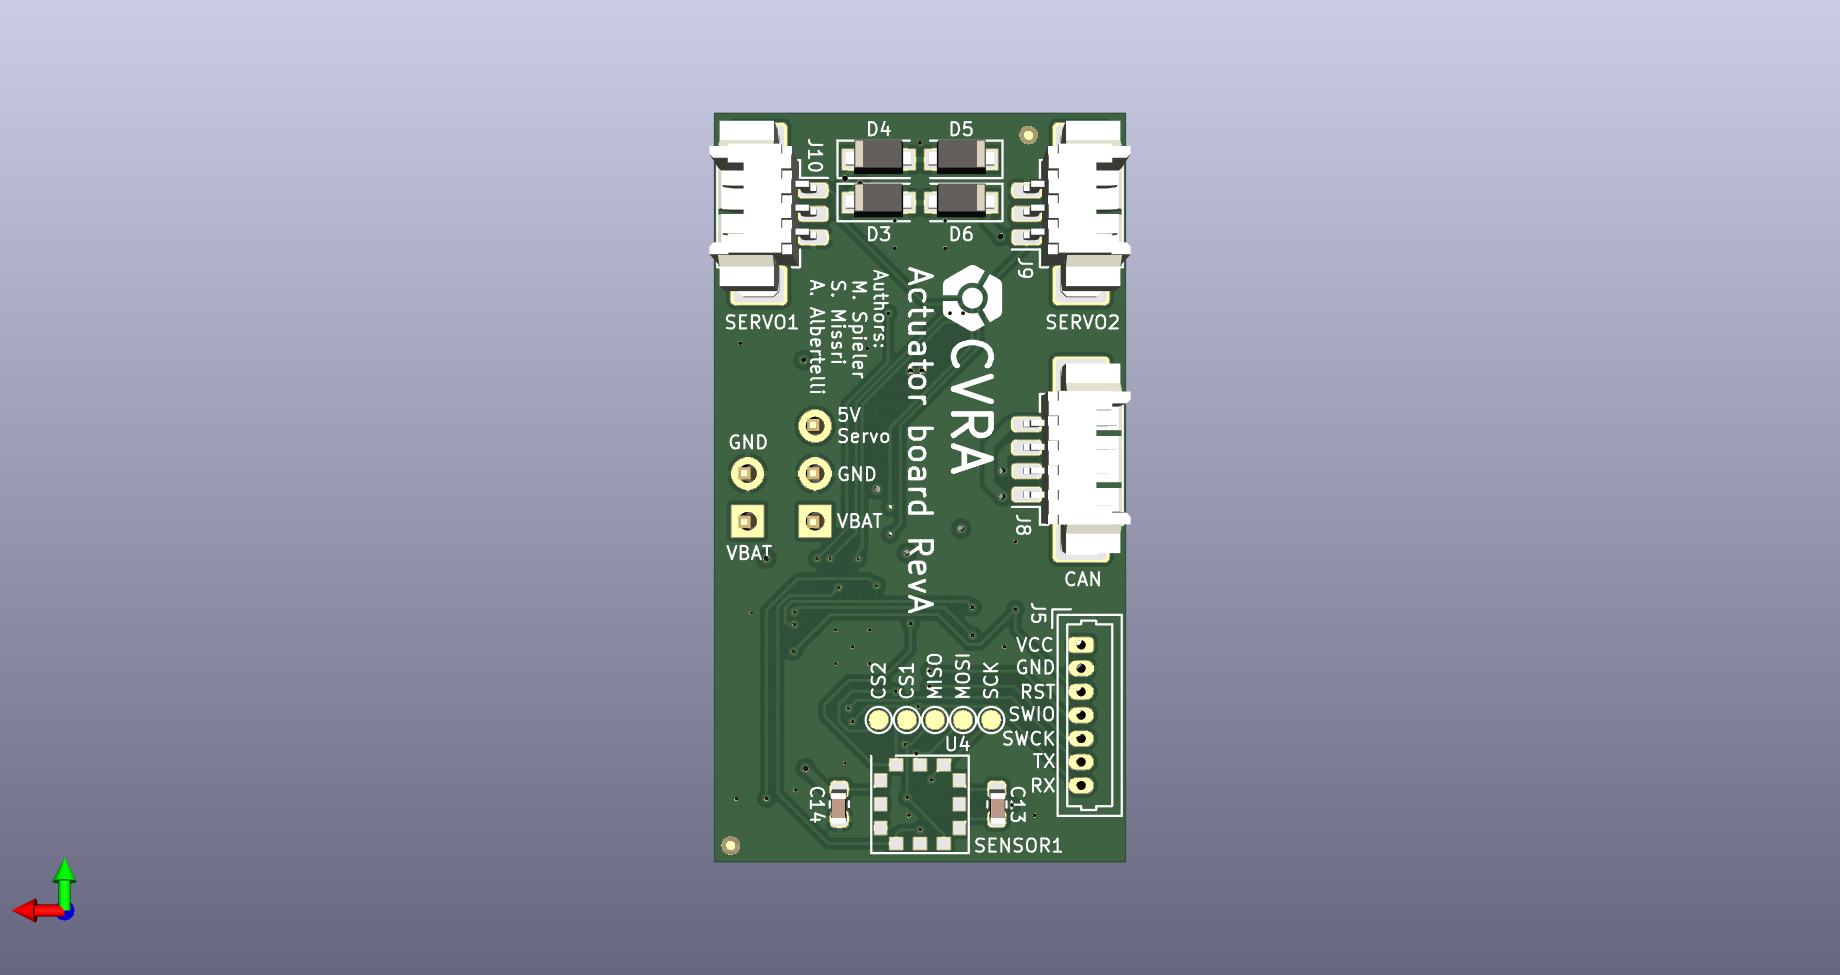 D4
D5
J10
D3
D6
J9
SERVO1
SERVO2
Authors:
M. Spieler
S. Missri
A. Albertelli
Actuator board RevA
CVRA
5V
Servo
GND
GND
VBAT
VBAT
J8
CAN
J5
VCC
GND
RST
SWIO
SWCK
TX
RX
CS2
CS1
MISO
MOSI
SCK
U4
C14
C13
SENSOR1